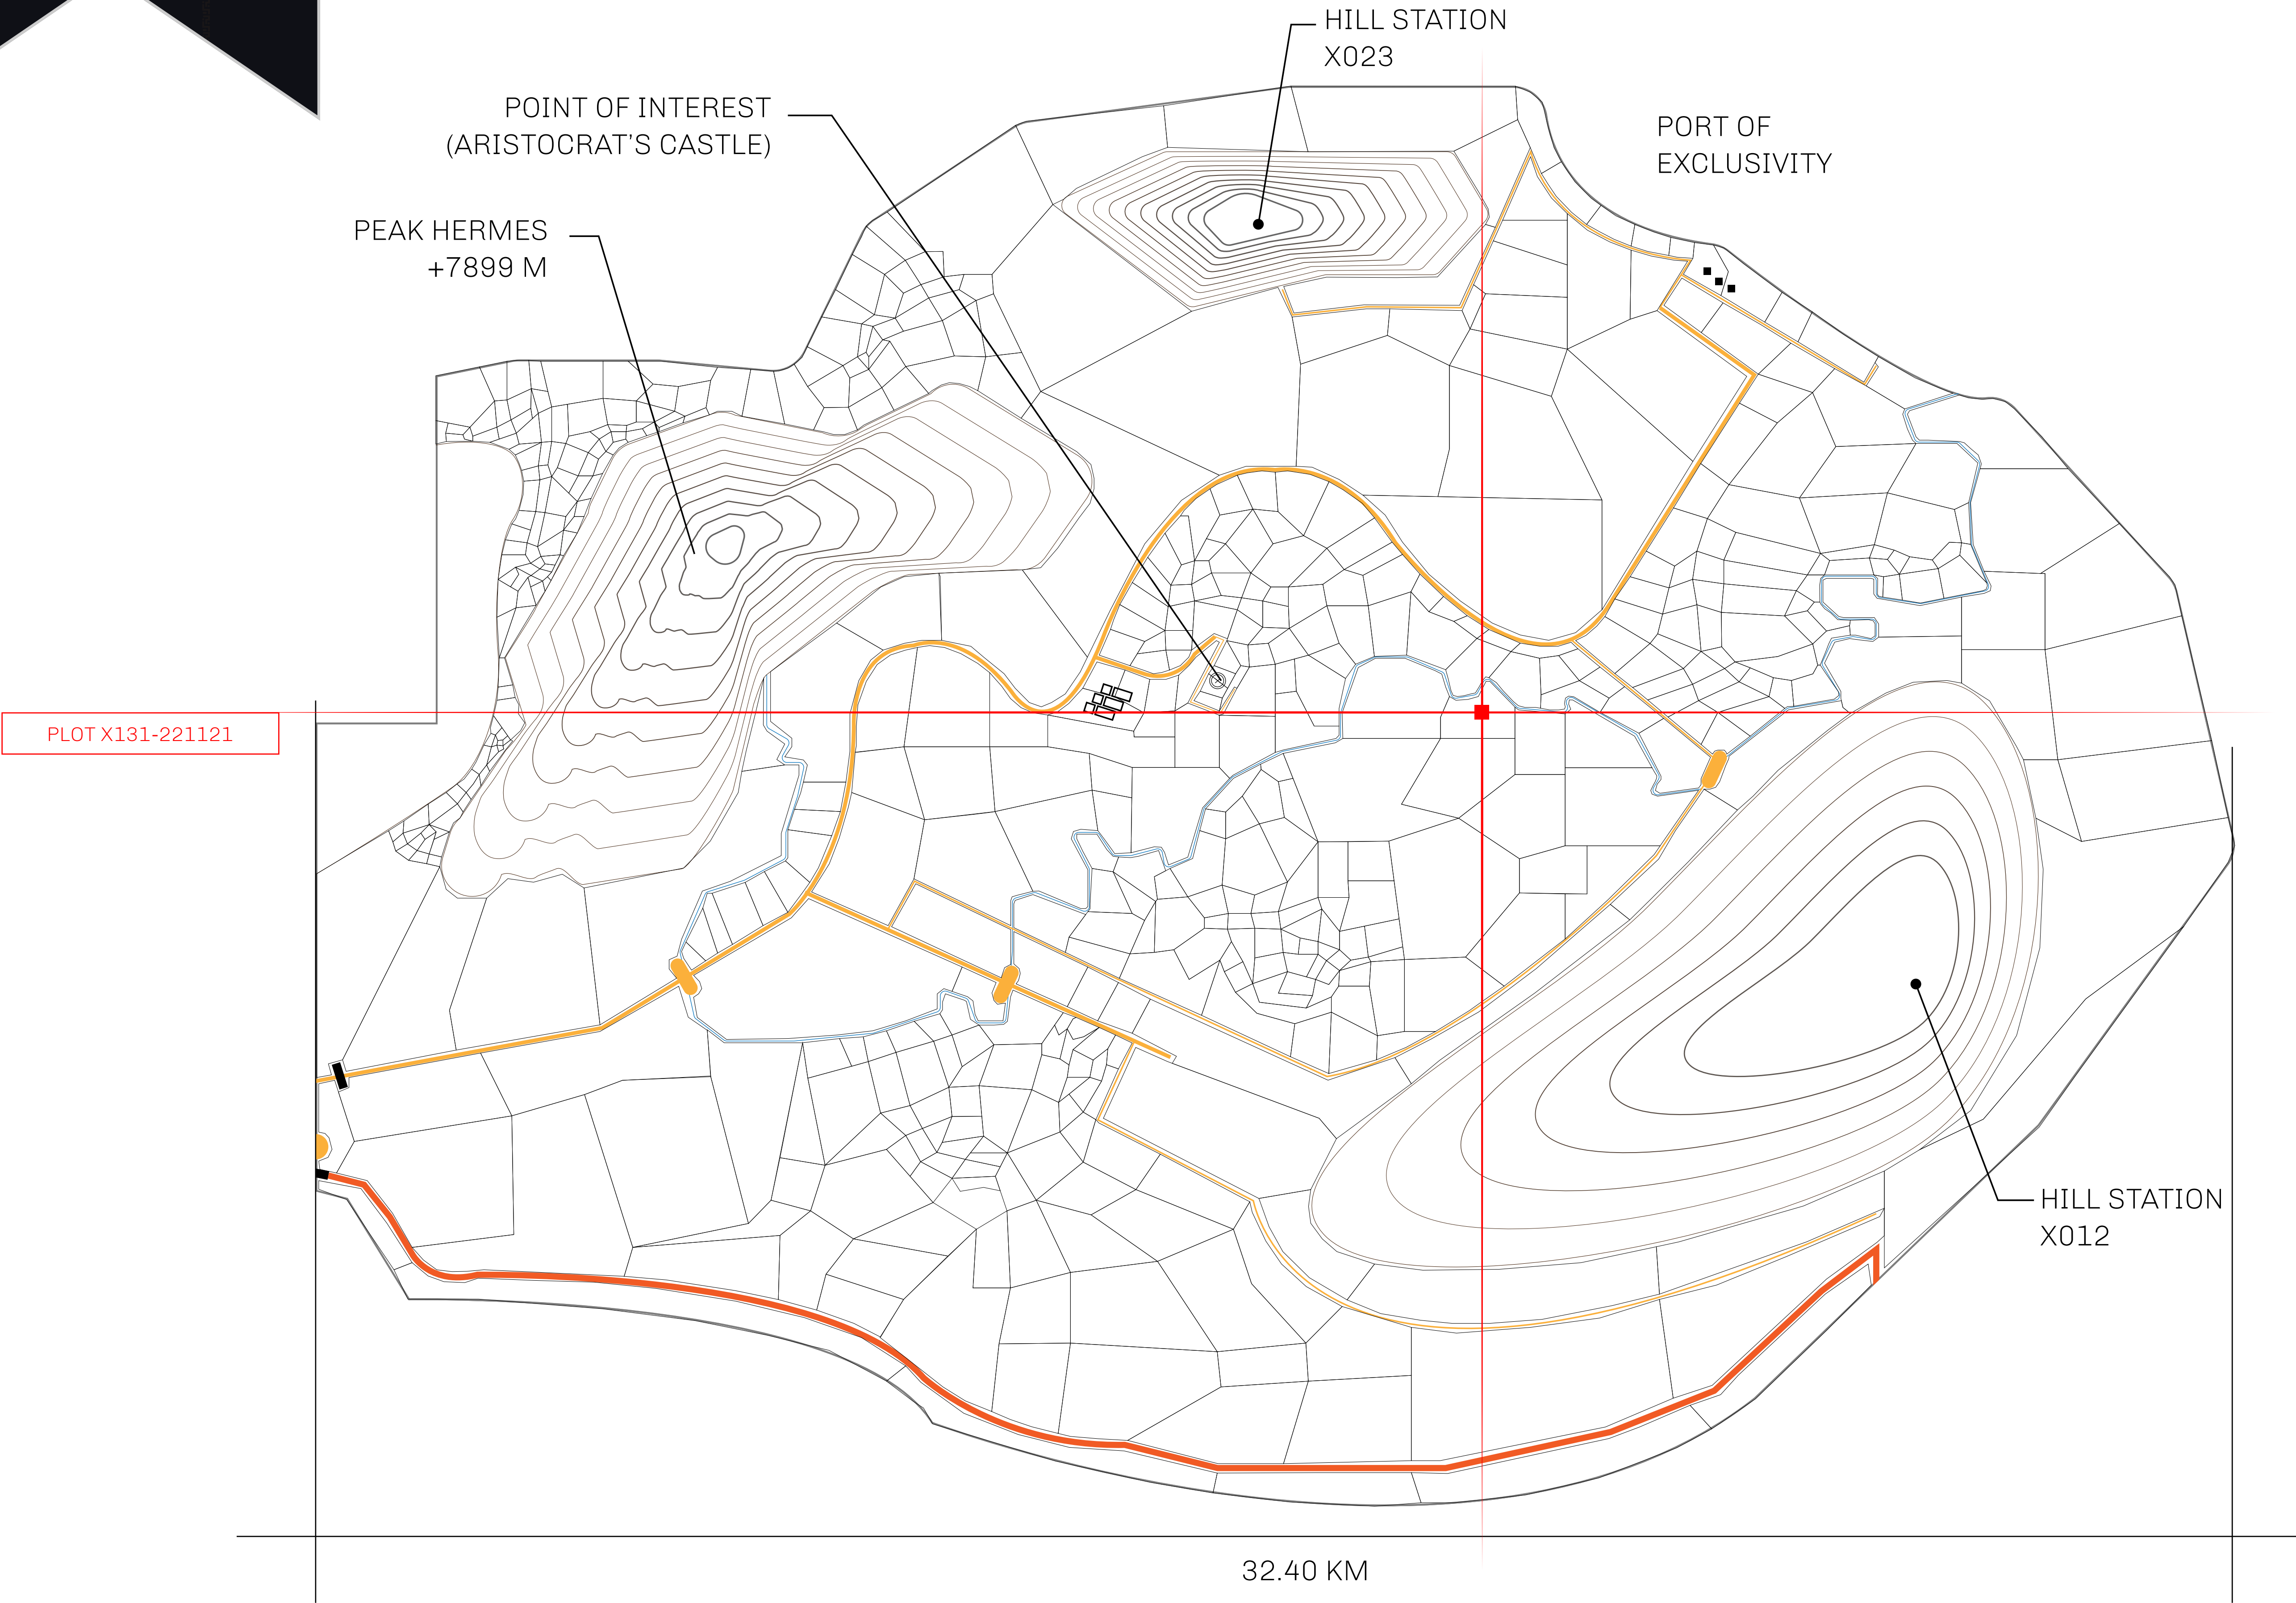 HILL STATION
X023
POINT OF INTEREST
(ARISTOCRAT'S CASTLE)
PORT OF
EXCLUSIVITY
PEAK HERMES
+7899 M
PLOT X131-221121
HILL STATION
X012
32.40 KM